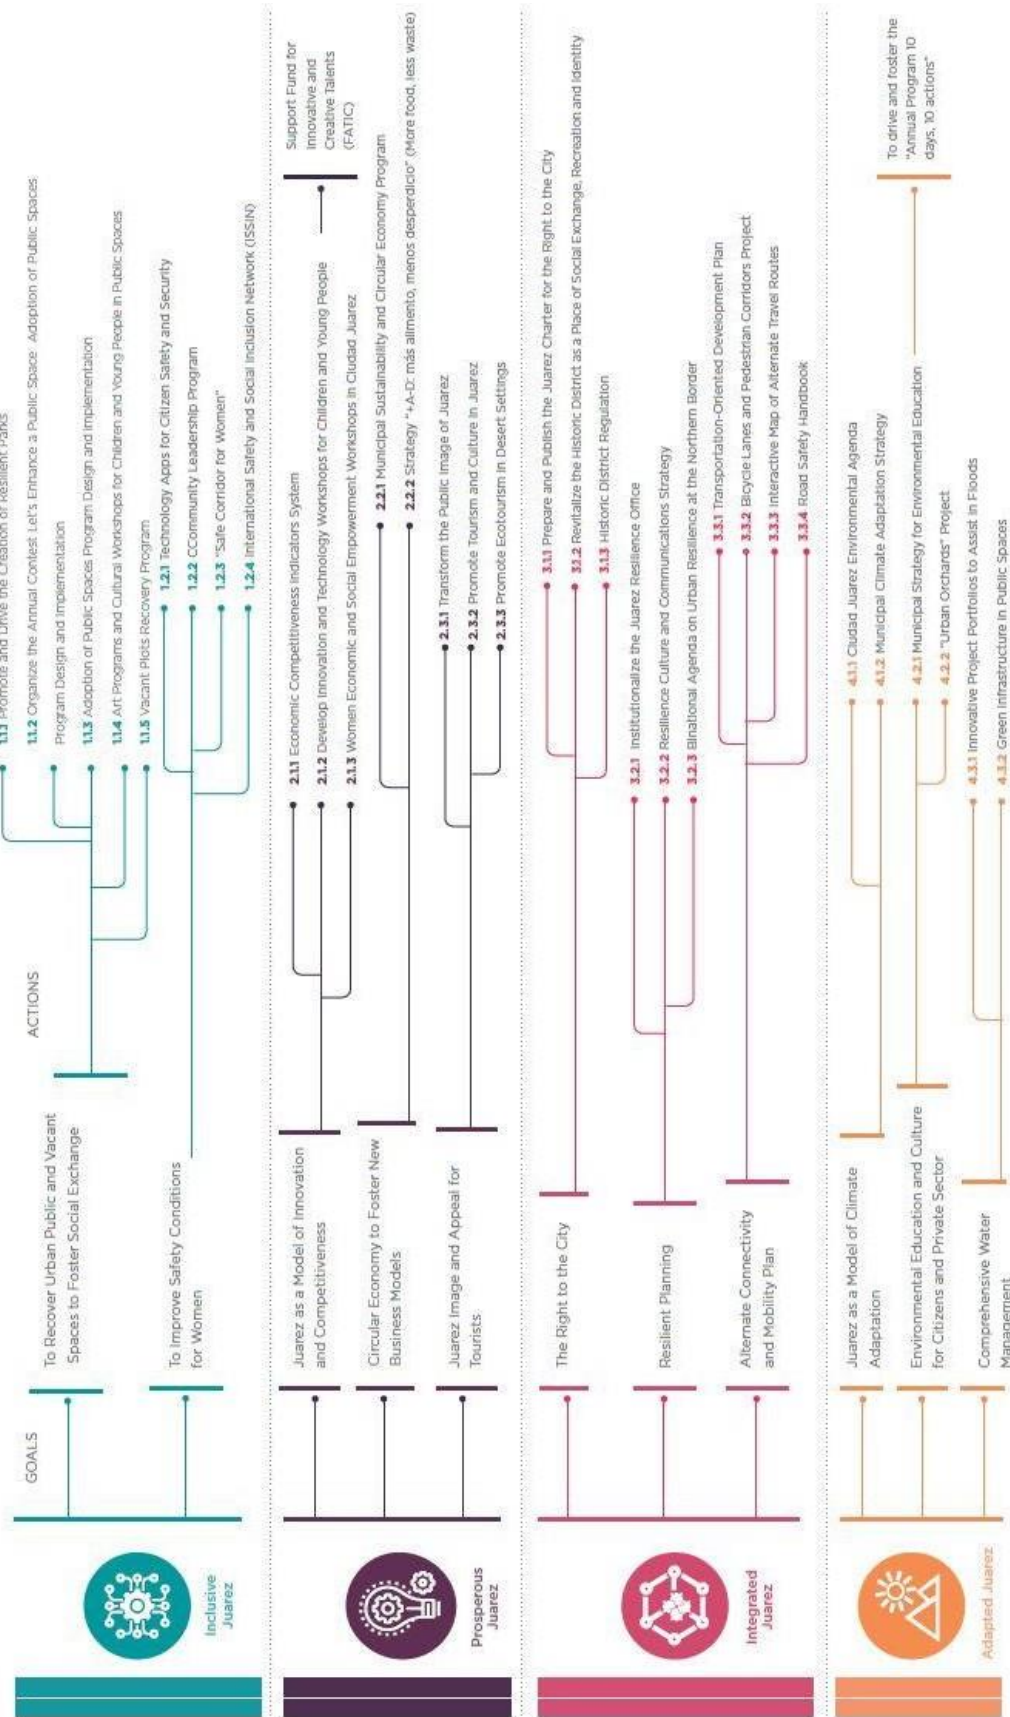 GOALS
ACTIONS
Inclusive
Juarez
To Recover Urban Public and Vacant
Spaces to Foster Social Exchange
1.1.1 Promote and Drive the Creation of Resilient Parks
1.1.2 Organize the Annual Contest Let's Enhance a Public Space Adoption of Public Spaces
Program Design and Implementation
1.1.3 Adoption of Public Spaces Program Design and Implementation
1.1.4 Art Programs and Cultural Workshops for Children and Young People in Public Spaces
1.1.5 Vacant Plots Recovery Program
To Improve Safety Conditions
for Women
1.2.1 Technology Apps for Citizen Safety and Security
1.2.2 CCommunity Leadership Program
1.2.3 "Safe Corridor for Women"
1.2.4 International Safety and Social Inclusion Network (ISSIN)
Prosperous
Juarez
Juarez as a Model of Innovation
and Competitiveness
2.1.1 Economic Competitiveness Indicators System
2.1.2 Develop Innovation and Technology Workshops for Children and Young People
2.1.3 Women Economic and Social Empowerment Workshops in Ciudad Juarez
Support Fund for
Innovative and
Creative Talents
(FATIC)
Circular Economy to Foster New
Business Models
2.2.1 Municipal Sustainability and Circular Economy Program
2.2.2 Strategy "+A-D: más alimento, menos desperdicio" (More food, less waste)
Juarez Image and Appeal for
Tourists
2.3.1 Transform the Public Image of Juarez
2.3.2 Promote Tourism and Culture in Juarez
2.3.3 Promote Ecotourism in Desert Settings
Integrated
Juarez
The Right to the City
3.1.1 Prepare and Publish the Juarez Charter for the Right to the City
3.1.2 Revitalize the Historic District as a Place of Social Exchange, Recreation and Identity
3.1.3 Historic District Regulation
Resilient Planning
3.2.1 Institutionalize the Juarez Resilience Office
3.2.2 Resilience Culture and Communications Strategy
3.2.3 Binational Agenda on Urban Resilience at the Northern Border
Alternate Connectivity
and Mobility Plan
3.3.1 Transportation-Oriented Development Plan
3.3.2 Bicycle Lanes and Pedestrian Corridors Project
3.3.3 Interactive Map of Alternate Travel Routes
3.3.4 Road Safety Handbook
Adapted Juarez
Juarez as a Model of Climate
Adaptation
4.1.1 Ciudad Juarez Environmental Agenda
4.1.2 Municipal Climate Adaptation Strategy
Environmental Education and Culture
for Citizens and Private Sector
4.2.1 Municipal Strategy for Environmental Education
4.2.2 "Urban Orchards" Project
To drive and foster the
"Annual Program 10
days, 10 actions"
Comprehensive Water
Management
4.3.1 Innovative Project Portfolios to Assist in Floods
4.3.2 Green Infrastructure in Public Spaces